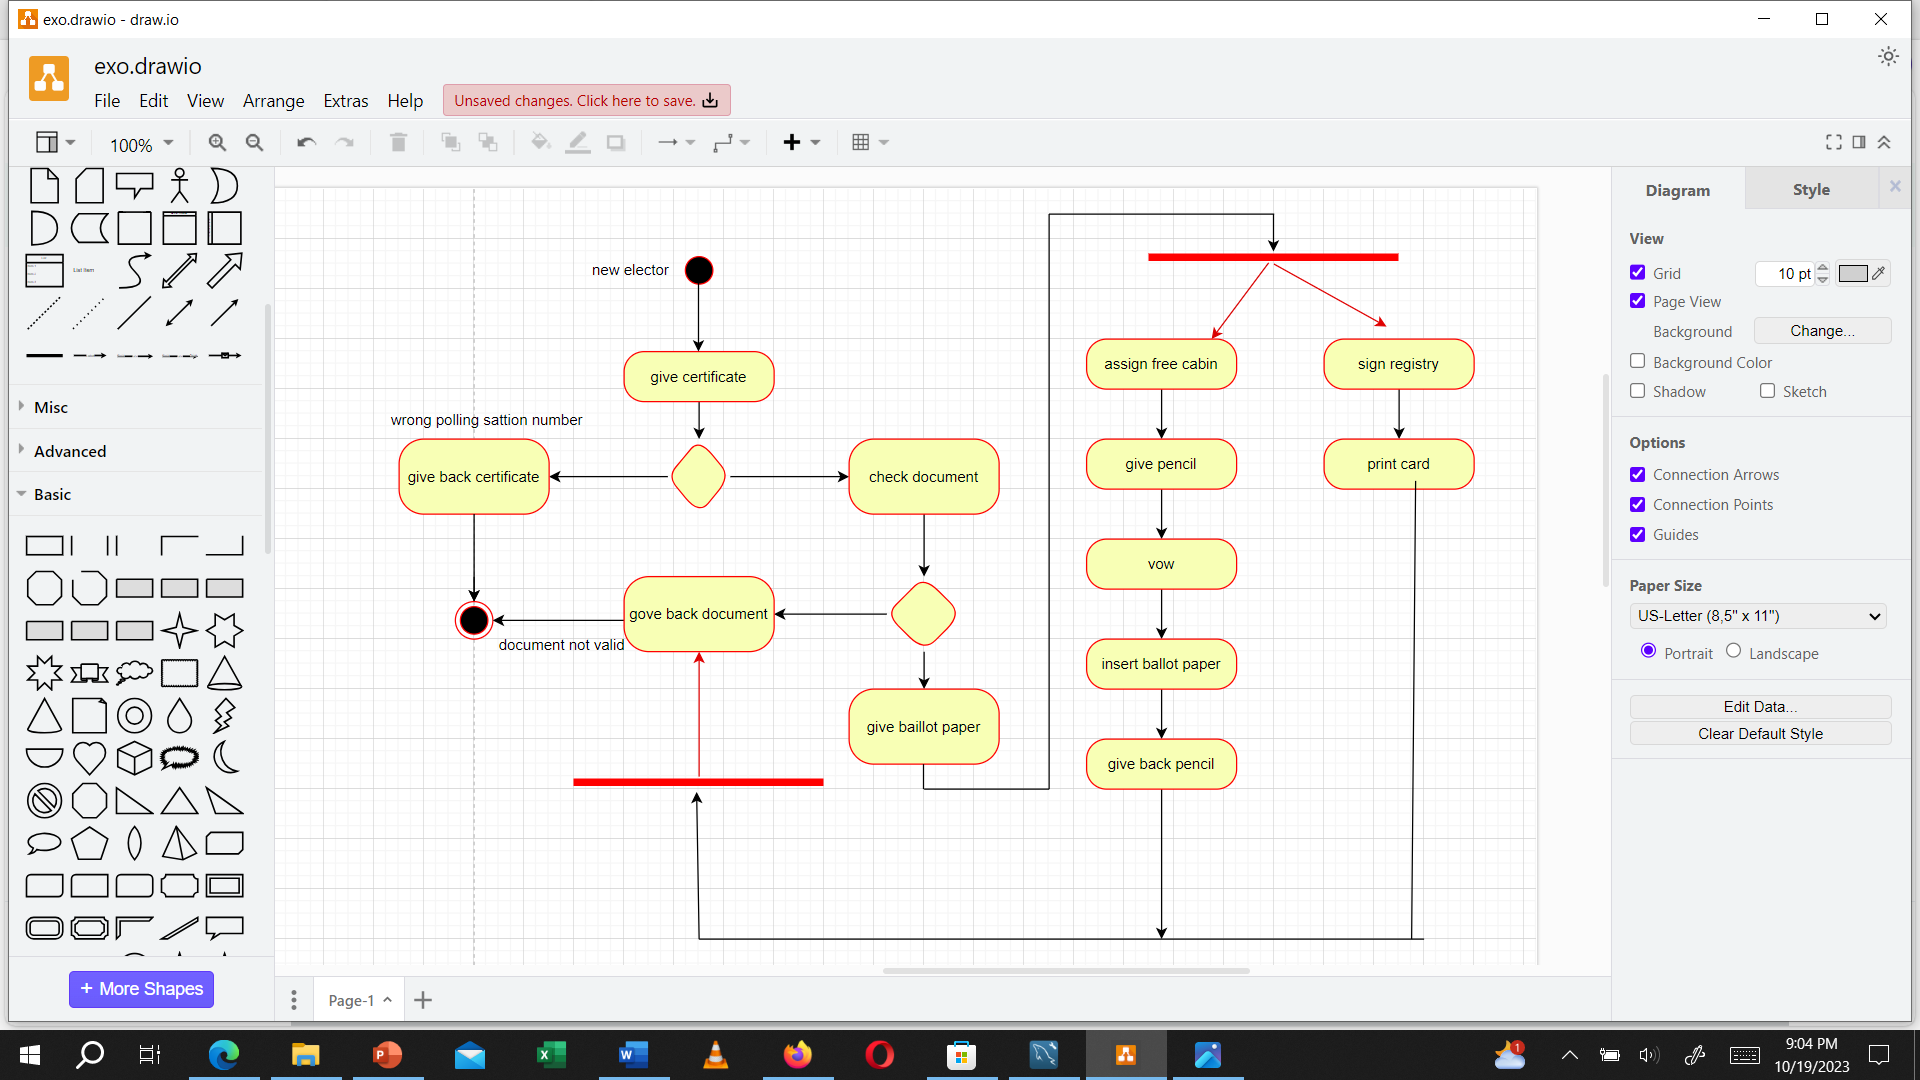 exo.drawio - draw.io
exo.drawio
File Edit View Arrange Extras Help
Unsaved changes. Click here to save.
100%
List Item
Misc
Advanced
Basic
+ More Shapes
new elector
give certificate
wrong polling sattion number
give back certificate
check document
gove back document
document not valid
give baillot paper
assign free cabin
sign registry
give pencil
print card
vow
insert ballot paper
give back pencil
Page-1
Diagram
Style
View
Grid
10 pt
Page View
Background
Change...
Background Color
Shadow
Sketch
Options
Connection Arrows
Connection Points
Guides
Paper Size
US-Letter (8,5" x 11")
Portrait
Landscape
Edit Data...
Clear Default Style
1
9:04 PM
10/19/2023